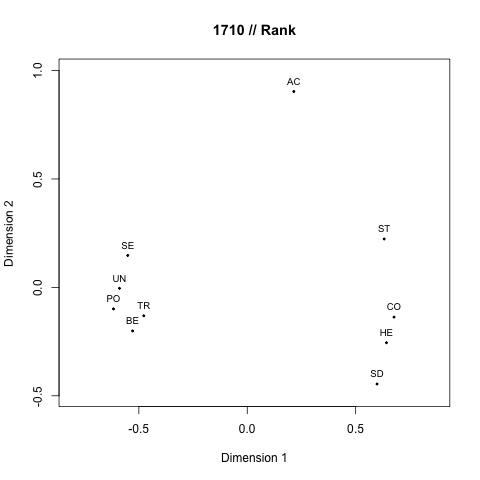 1710 // Rank
1.0
0.5
0.0
-0.5
Dimension 2
AC
ST
SE
UN
PO
TR
BE
CO
HE
SD
-0.5
0.0
0.5
Dimension 1